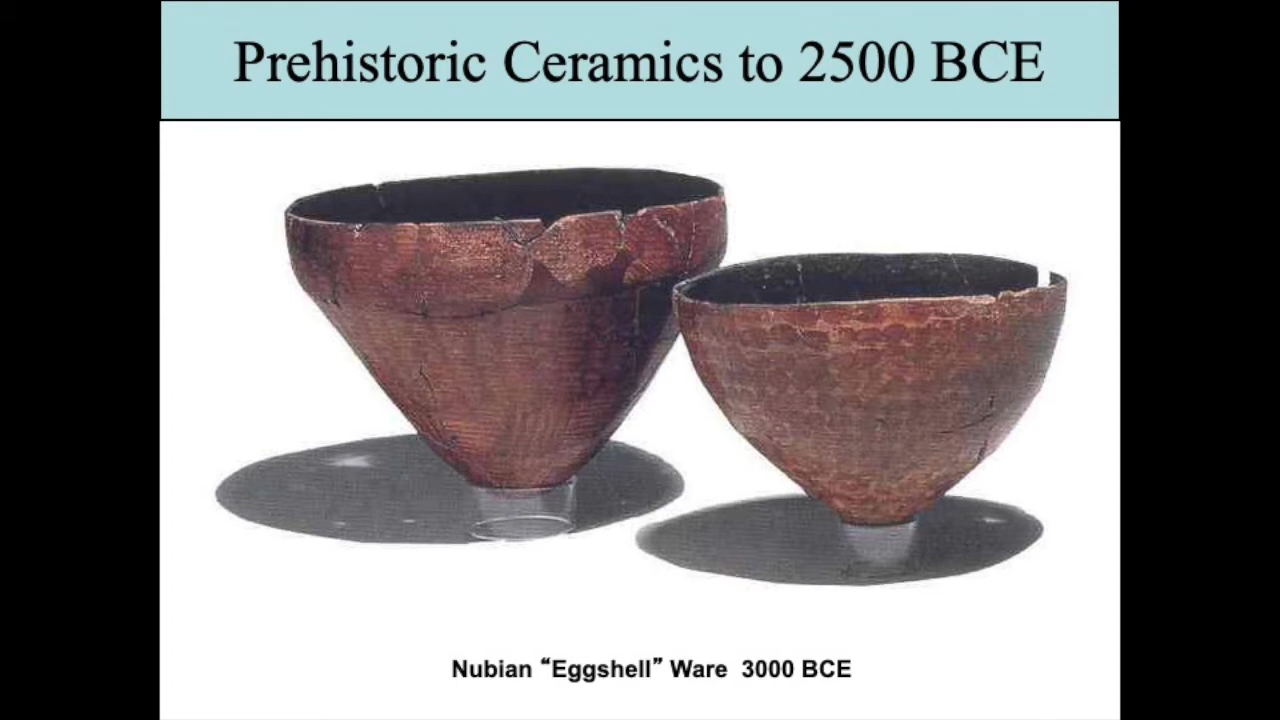 Prehistoric Ceramics to 2500 BCE
Nubian “Eggshell” Ware 3000 BCE